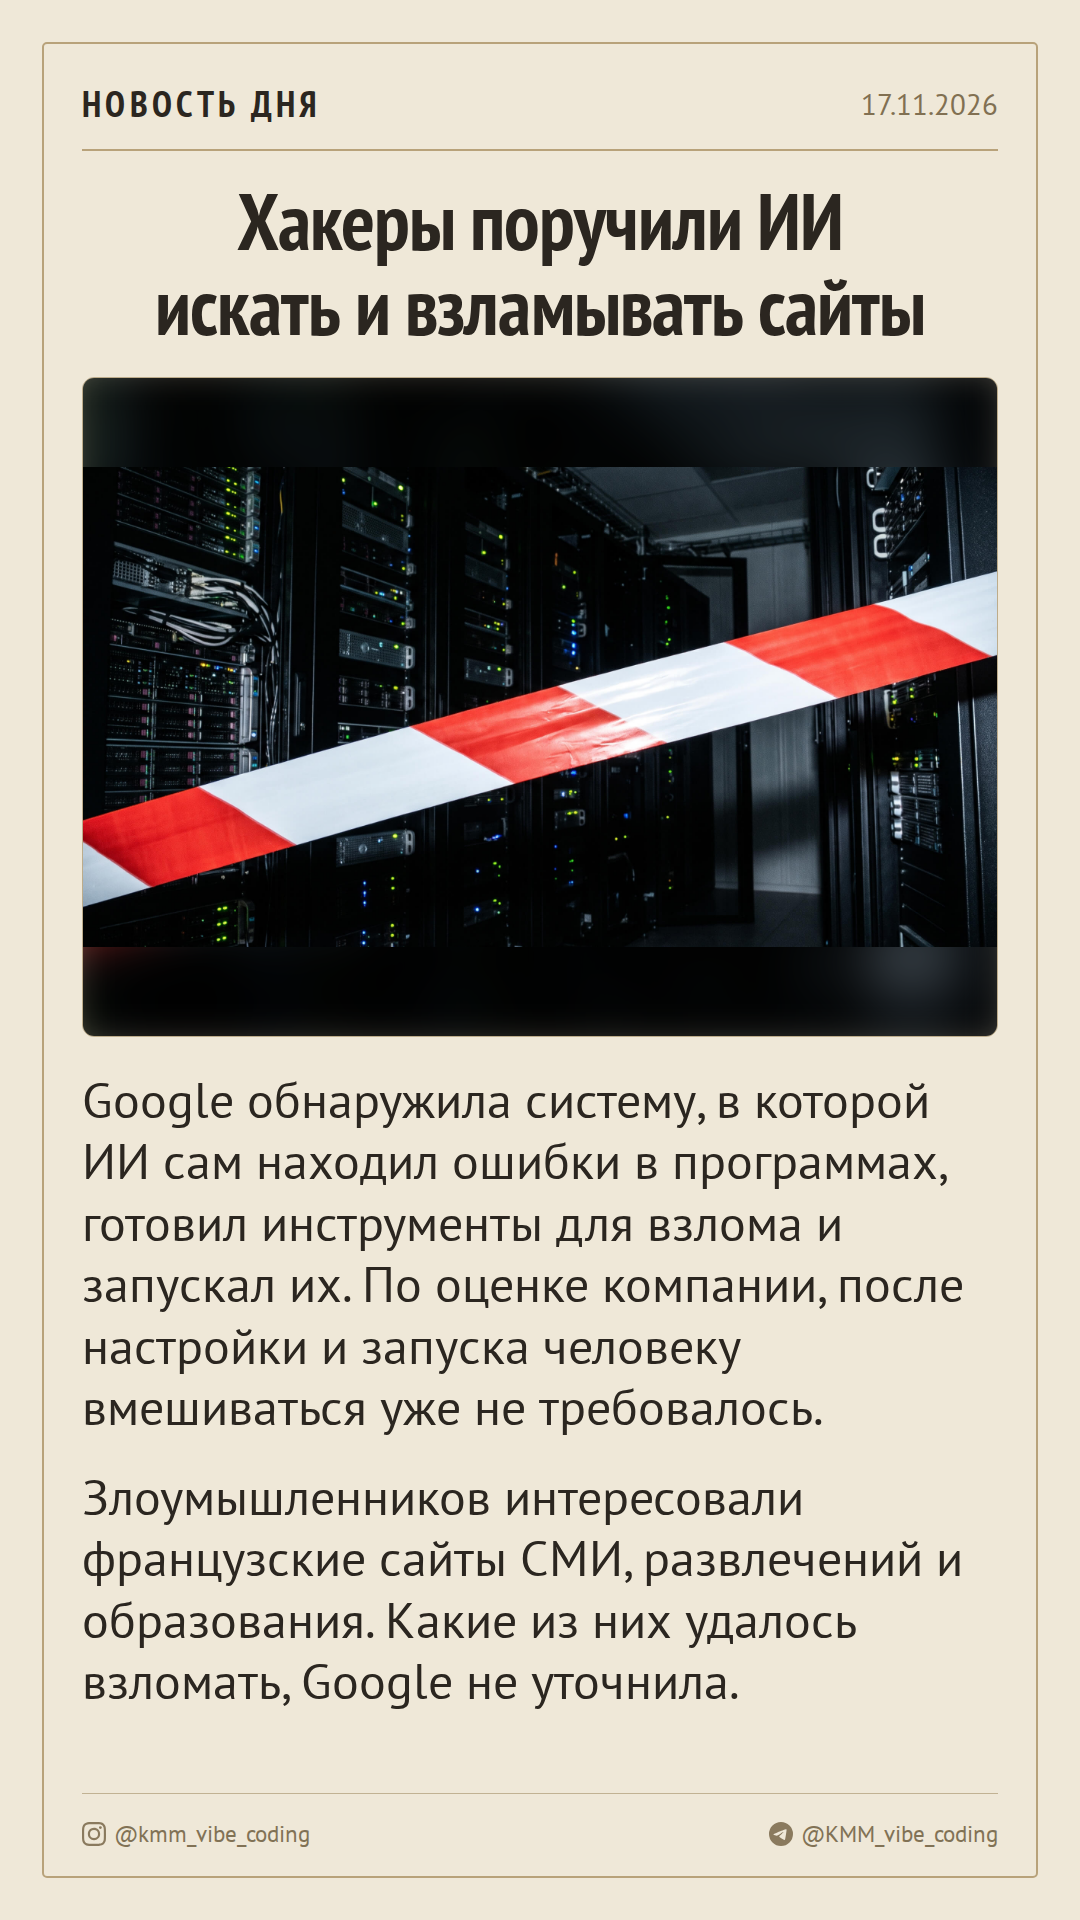 НОВОСТЬ ДНЯ
17.11.2026
Хакеры поручили ИИ
искать и взламывать сайты
Google обнаружила систему, в которой
ИИ сам находил ошибки в программах,
готовил инструменты для взлома и
запускал их. По оценке компании, после
настройки и запуска человеку
вмешиваться уже не требовалось.
Злоумышленников интересовали
французские сайты СМИ, развлечений и
образования. Какие из них удалось
взломать, Google не уточнила.
@kmm_vibe_coding
@KMM_vibe_coding